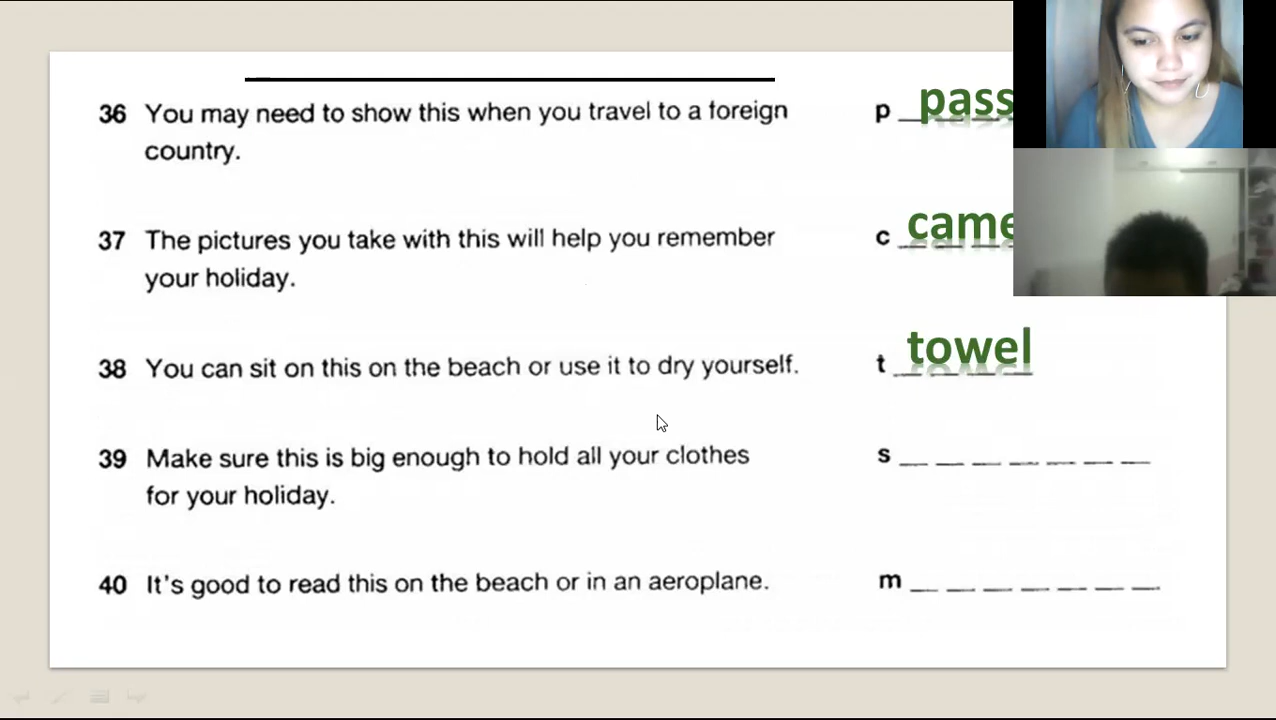 36 You may need to show this when you travel to a foreign p _ pass
country.
37 The pictures you take with this will help you remember c _ came
your holiday.
38 You can sit on this on the beach or use it to dry yourself. t _ towel
39 Make sure this is big enough to hold all your clothes s _ _ _ _ _ _ _
for your holiday.
40 It's good to read this on the beach or in an aeroplane. m _ _ _ _ _ _ _